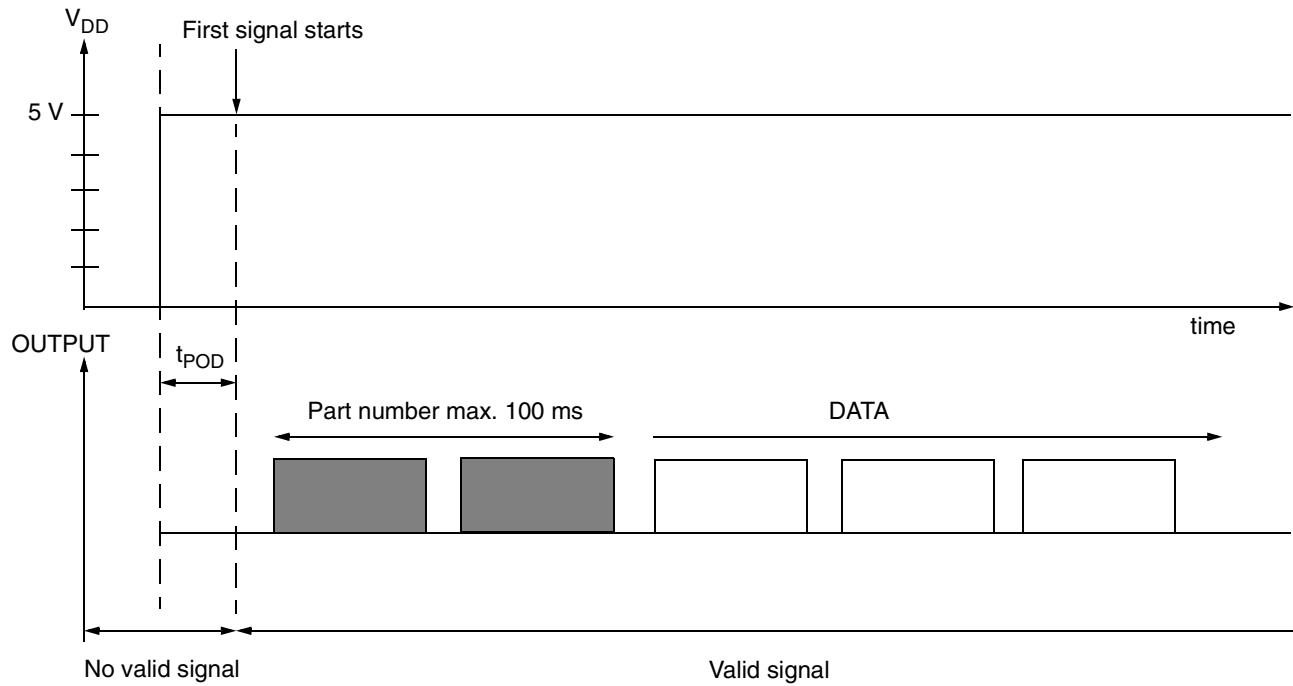 V_DD
First signal starts
5 V
time
OUTPUT
t_POD
Part number max. 100 ms
DATA
No valid signal
Valid signal